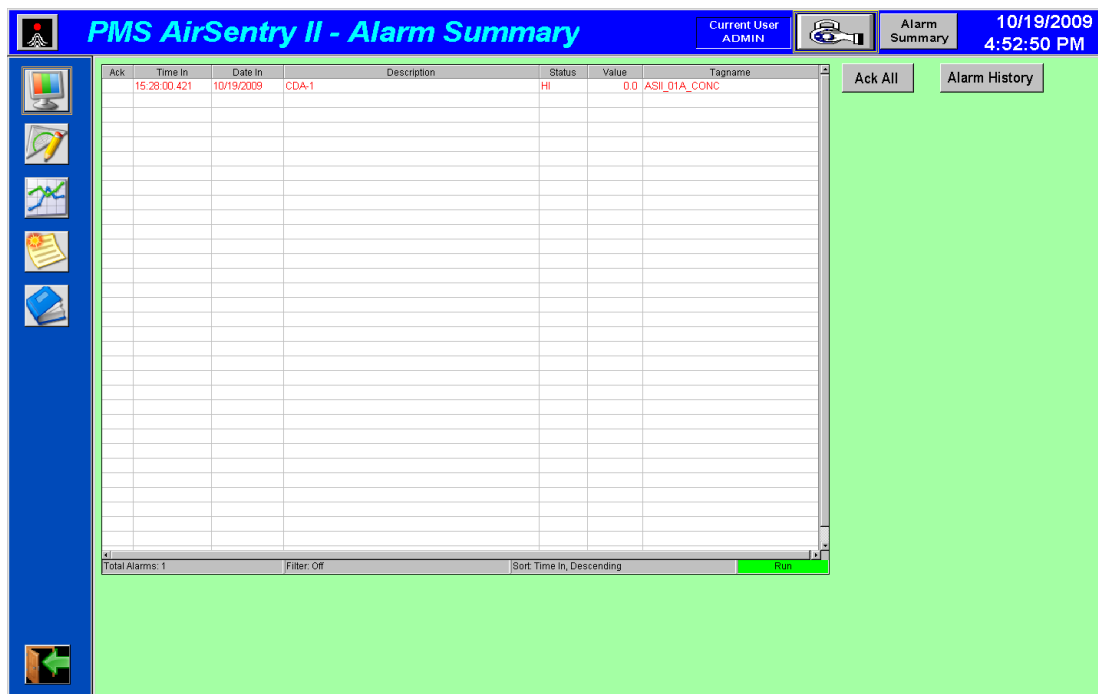 PMS AirSentry II - Alarm Summary
Current User
ADMIN
Alarm
Summary
10/19/2009
4:52:50 PM
Ack Time In Date In Description Status Value Tagname
15:28:00.421 10/19/2009 CDA-1 HI 0.0 ASII_01A_CONC
Ack All
Alarm History
Total Alarms: 1 Filter: Off Sort: Time In, Descending Run